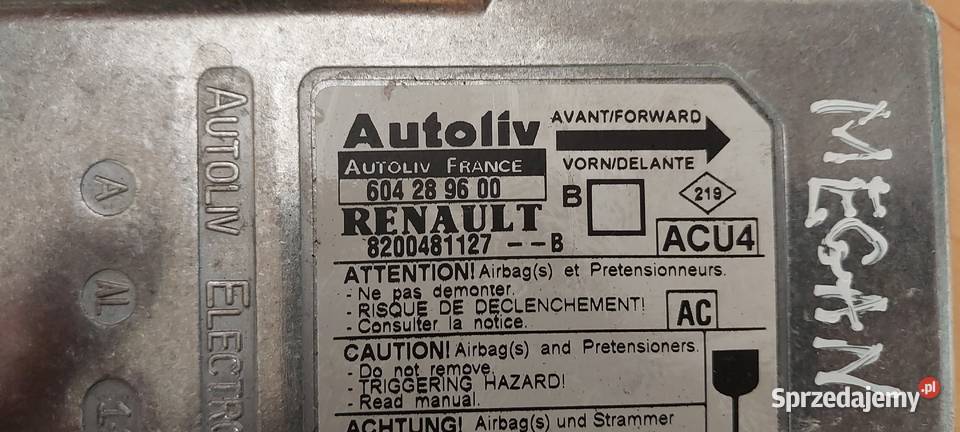 AUTOLIV ELECTRO
A
AL
Autoliv
AUTOLIV FRANCE
604 28 96 00
RENAULT
8200481127 --B
AVANT/FORWARD
VORN/DELANTE
B
219
ACU4
ATTENTION! Airbag(s) et Pretensionneurs.
- Ne pas demonter.
- RISQUE DE DECLENCHEMENT!
- Consulter la notice.
AC
CAUTION! Airbag(s) and Pretensioners.
- Do not remove.
- TRIGGERING HAZARD!
- Read manual.
ACHTUNG! Airbag(s) und Strammer
Sprzedajemy.pl